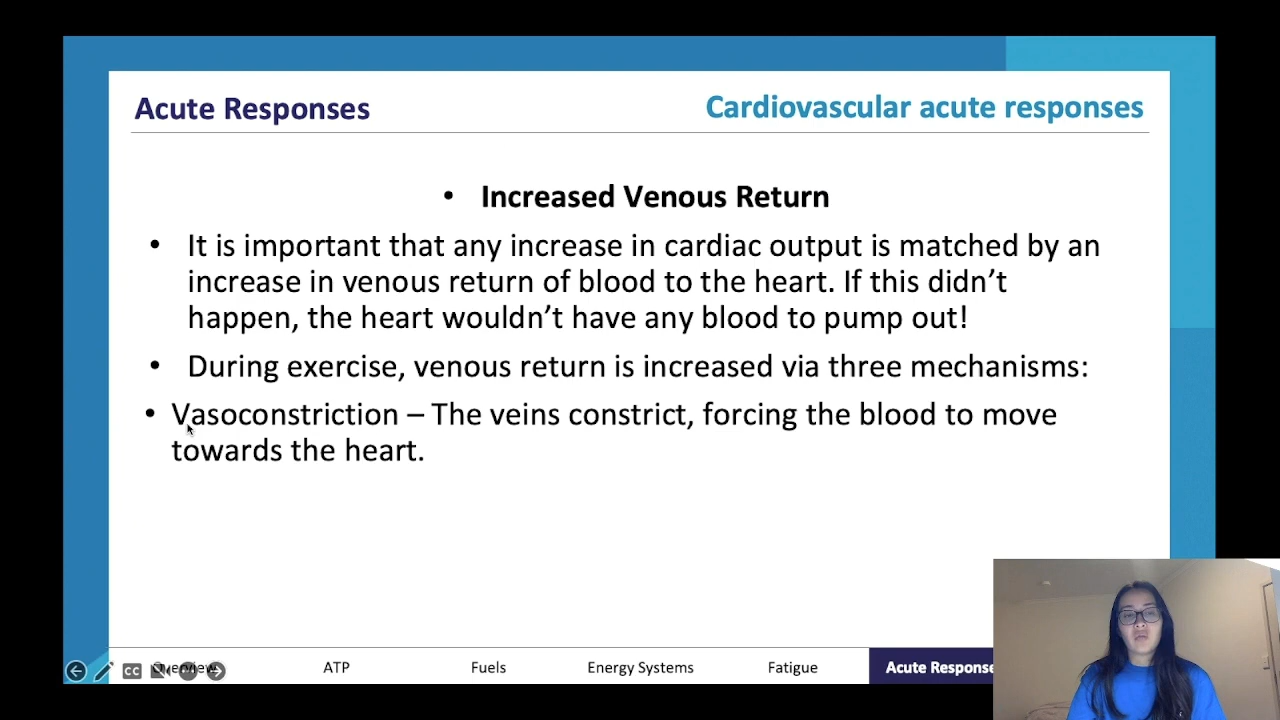 Acute Responses
Cardiovascular acute responses
• Increased Venous Return
• It is important that any increase in cardiac output is matched by an
increase in venous return of blood to the heart. If this didn’t
happen, the heart wouldn’t have any blood to pump out!
• During exercise, venous return is increased via three mechanisms:
• Vasoconstriction – The veins constrict, forcing the blood to move
towards the heart.
CC Overview ATP Fuels Energy Systems Fatigue Acute Response